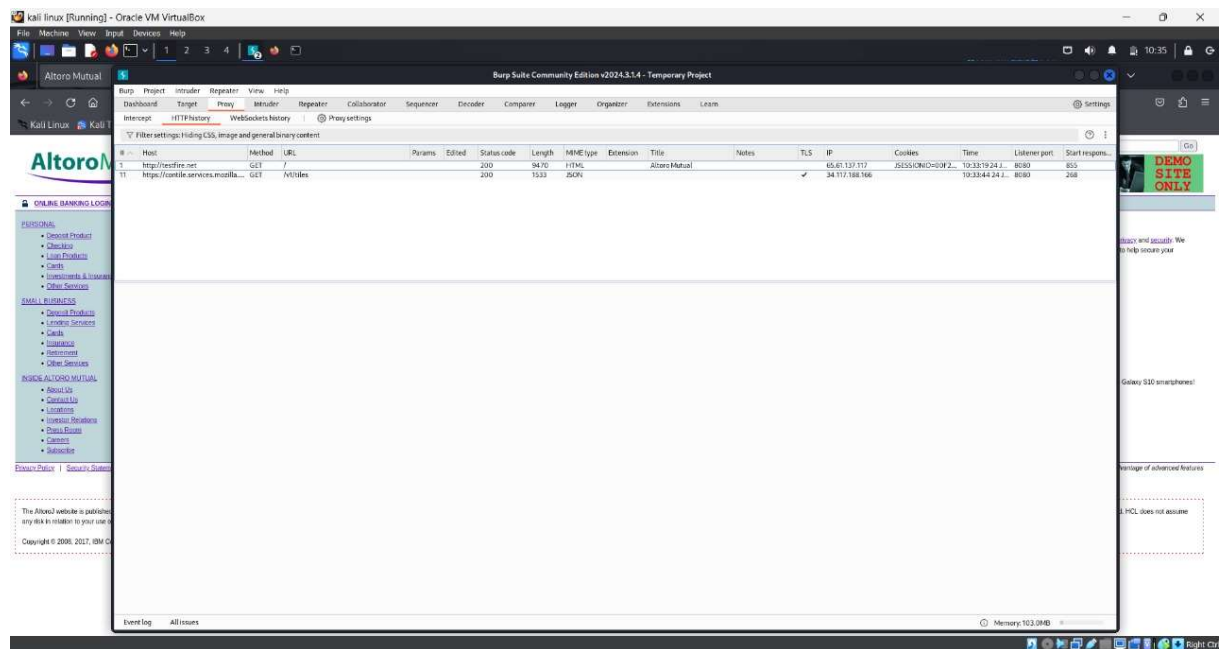 kali linux [Running] - Oracle VM VirtualBox
File Machine View Input Devices Help
1 2 3 4
10:35
Altoro Mutual
Burp Suite Community Edition v2024.3.1.4 - Temporary Project
Burp Project Intruder Repeater View Help
Dashboard Target Proxy Intruder Repeater Collaborator Sequencer Decoder Comparer Logger Organizer Extensions Learn
Settings
Intercept HTTP history WebSockets history Proxy settings
Kali Linux Kali T
Filter settings: Hiding CSS, image and general binary content
# Host Method URL Params Edited Status code Length MIME type Extension Title Notes TLS IP Cookies Time Listener port Start respons...
1 http://testfire.net GET / 200 9470 HTML Altoro Mutual 65.61.137.117 JSESSIONID=00F2... 10:33:19 24 J... 8080 855
11 https://contile.services.mozilla.... GET /v1/tiles 200 1533 JSON ✓ 34.117.188.166 10:33:44 24 J... 8080 268
Go
AltoroM
DEMO
SITE
ONLY
ONLINE BANKING LOGIN
PERSONAL
Deposit Product
Checking
Loan Products
Cards
Investments & Insuran
Other Services
SMALL BUSINESS
Deposit Products
Lending Services
Cards
Insurance
Retirement
Other Services
INSIDE ALTORO MUTUAL
About Us
Contact Us
Locations
Investor Relations
Press Room
Careers
Subscribe
and security. We
to help secure your
Galaxy S10 smartphones!
Privacy Policy | Security Statem
vantage of advanced features
The AltoroJ website is publishe
any risk in relation to your use o
HCL does not assume
Copyright © 2008, 2017, IBM C
Event log All issues
Memory: 103.0MB
Right Ctrl